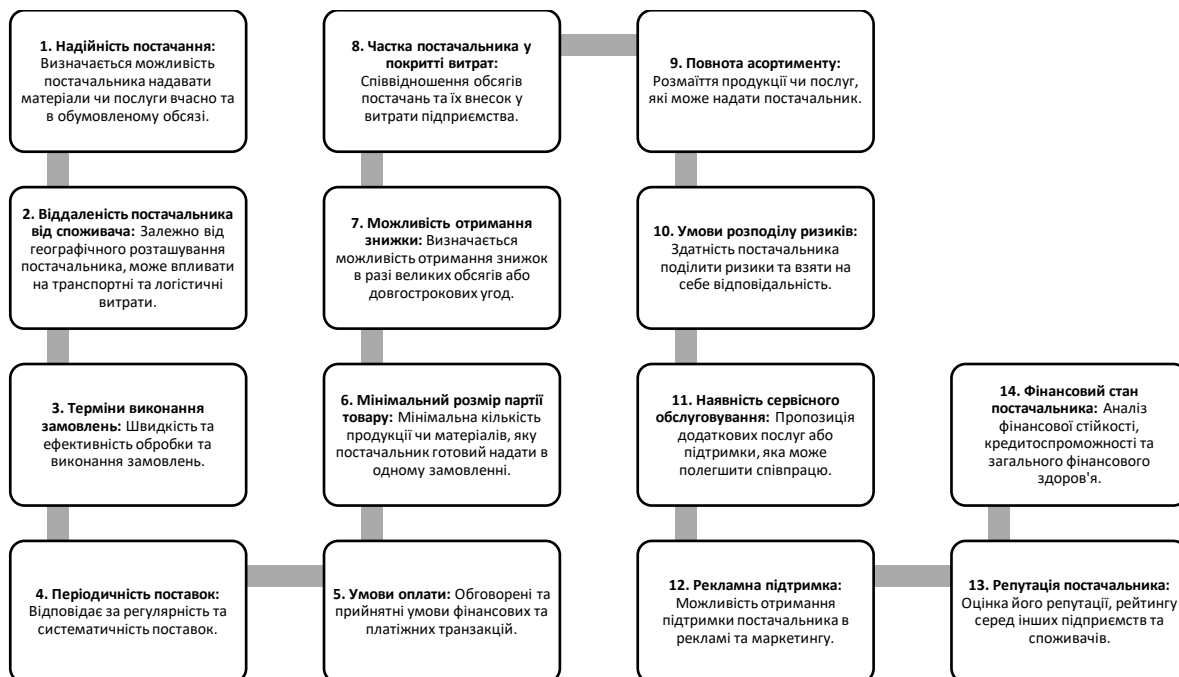 1. Надійність постачання:
Визначається можливість
постачальника надавати
матеріали чи послуги вчасно та
в обумовленому обсязі.
2. Віддаленість постачальника
від споживача: Залежно від
географічного розташування
постачальника, може впливати
на транспортні та логістичні
витрати.
3. Терміни виконання
замовлень: Швидкість та
ефективність обробки та
виконання замовлень.
4. Періодичність поставок:
Відповідає за регулярність та
систематичність поставок.
5. Умови оплати: Обговорені та
прийнятні умови фінансових та
платіжних транзакцій.
6. Мінімальний розмір партії
товару: Мінімальна кількість
продукції чи матеріалів, яку
постачальник готовий надати в
одному замовленні.
7. Можливість отримання
знижки: Визначається
можливість отримання знижок
в разі великих обсягів або
довгострокових угод.
8. Частка постачальника у
покритті витрат:
Співвідношення обсягів
постачань та їх внесок у
витрати підприємства.
9. Повнота асортименту:
Розмаїття продукції чи послуг,
які може надати постачальник.
10. Умови розподілу ризиків:
Здатність постачальника
поділити ризики та взяти на
себе відповідальність.
11. Наявність сервісного
обслуговування: Пропозиція
додаткових послуг або
підтримки, яка може
полегшити співпрацю.
12. Рекламна підтримка:
Можливість отримання
підтримки постачальника в
рекламі та маркетингу.
13. Репутація постачальника:
Оцінка його репутації, рейтингу
серед інших підприємств та
споживачів.
14. Фінансовий стан
постачальника: Аналіз
фінансової стійкості,
кредитоспроможності та
загального фінансового
здоров'я.